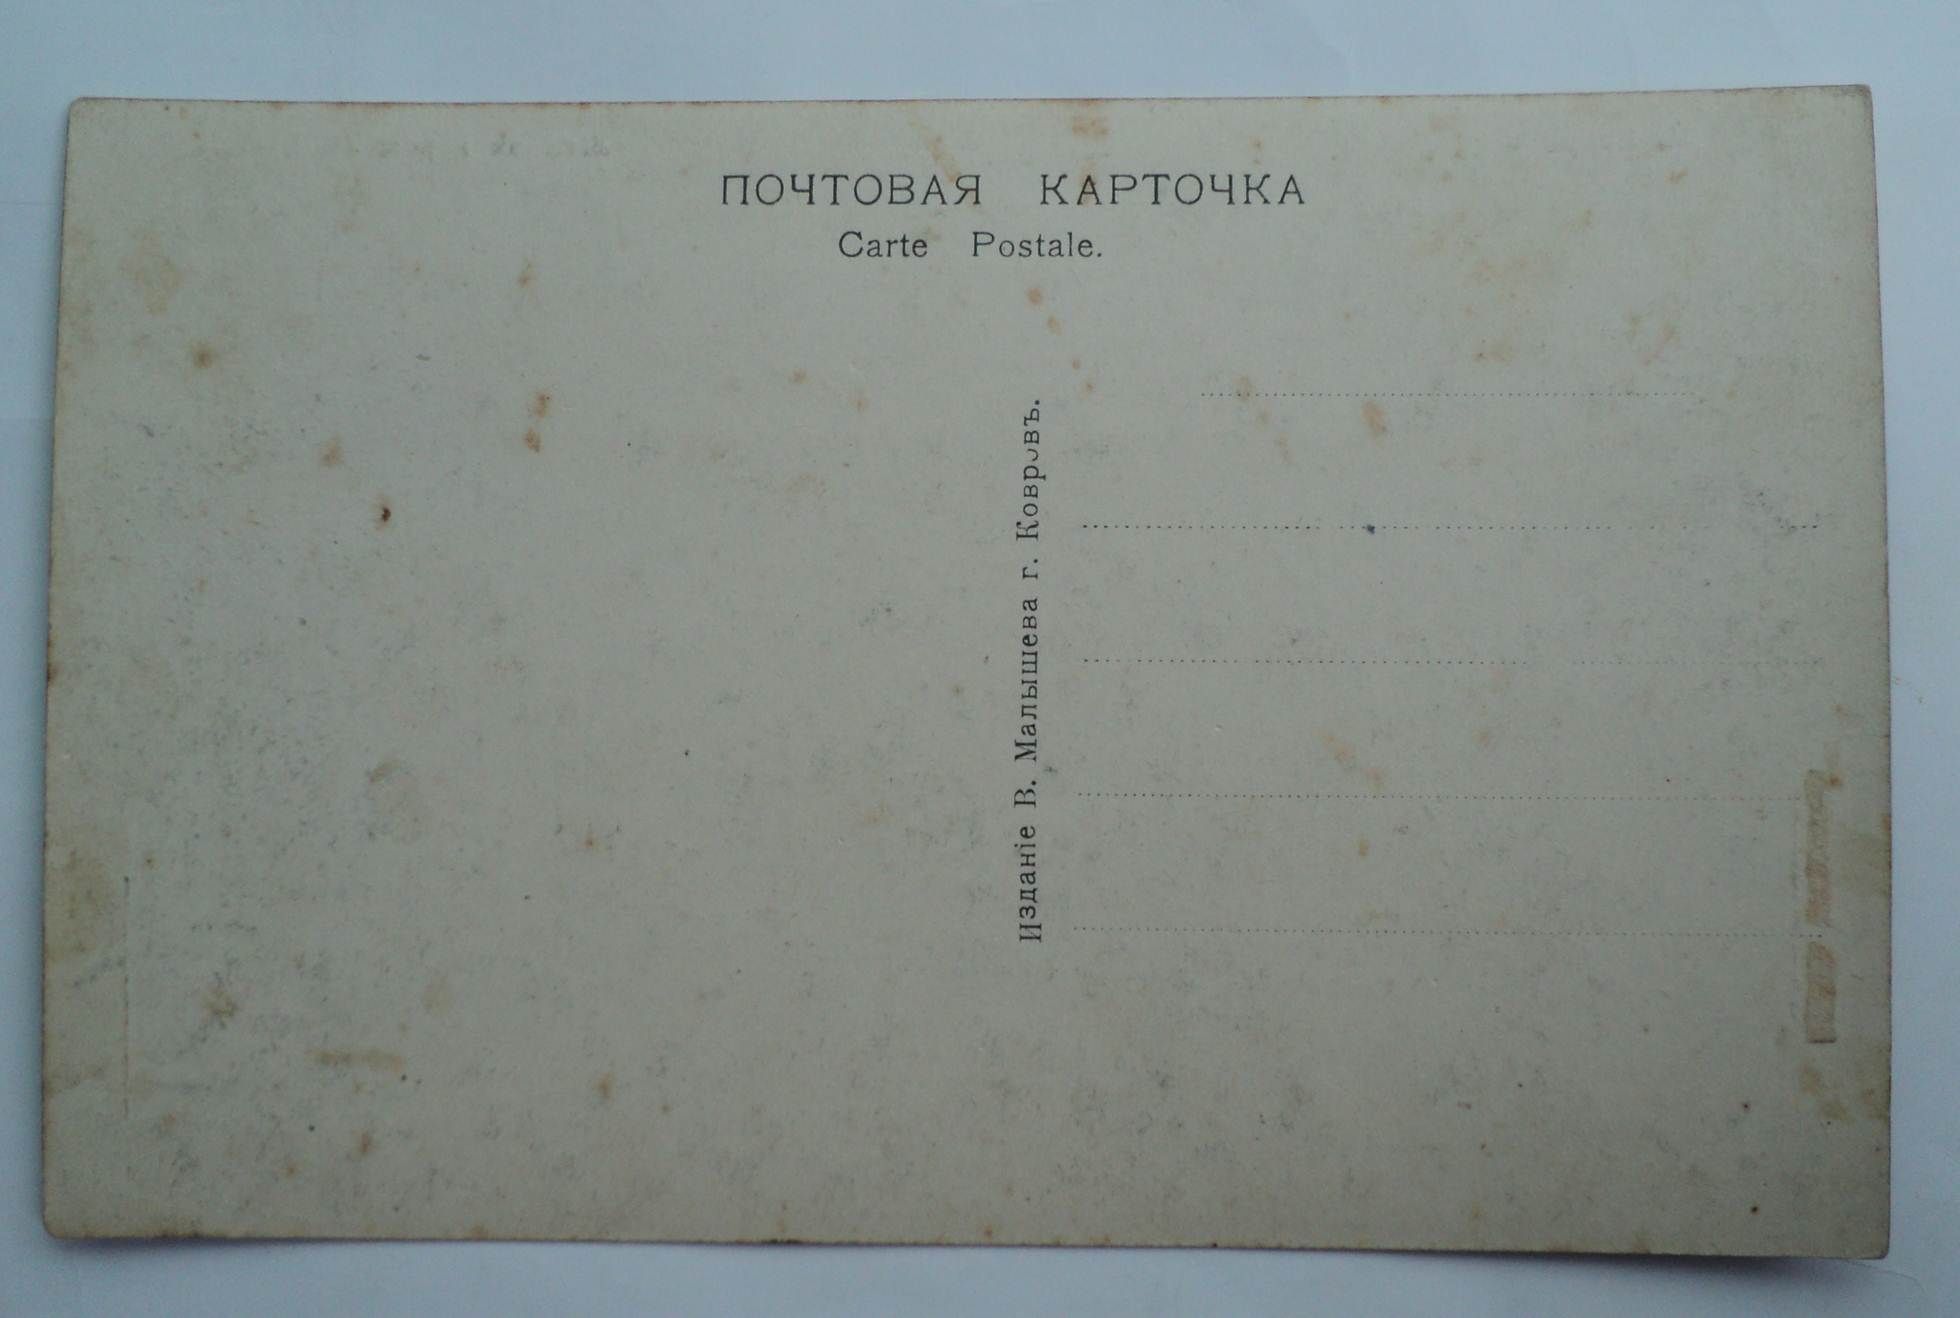 ПОЧТОВАЯ КАРТОЧКА
Carte Postale.
Изданіе В. Малышева г. Ковровъ.